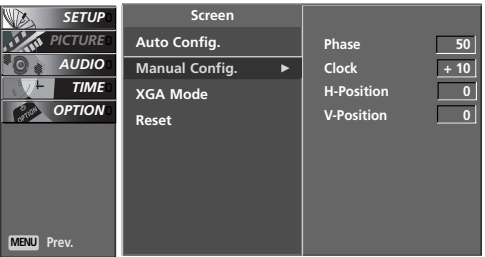 SETUP
PICTURE
AUDIO
TIME
OPTION
MENU Prev.
Screen
Auto Config.
Manual Config. ►
XGA Mode
Reset
Phase 50
Clock + 10
H-Position 0
V-Position 0